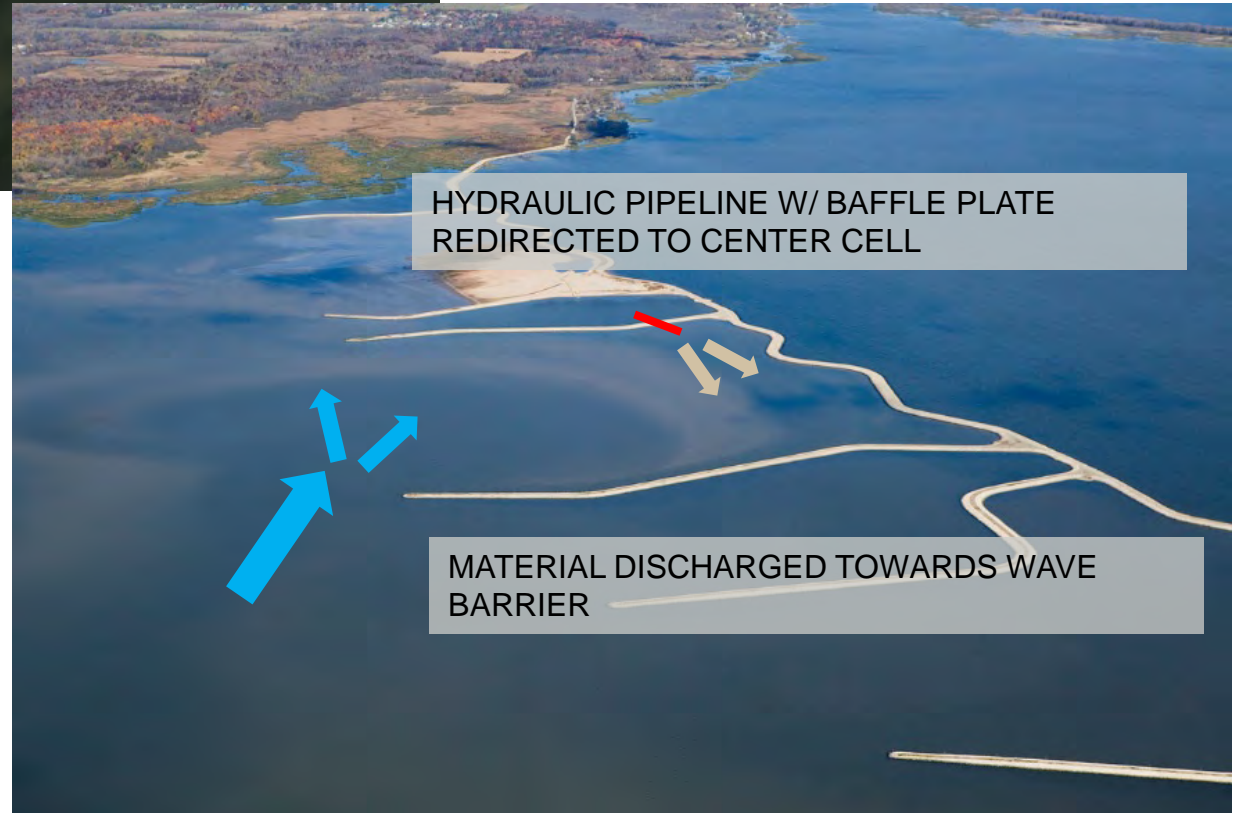 HYDRAULIC PIPELINE W/ BAFFLE PLATE
REDIRECTED TO CENTER CELL
MATERIAL DISCHARGED TOWARDS WAVE
BARRIER